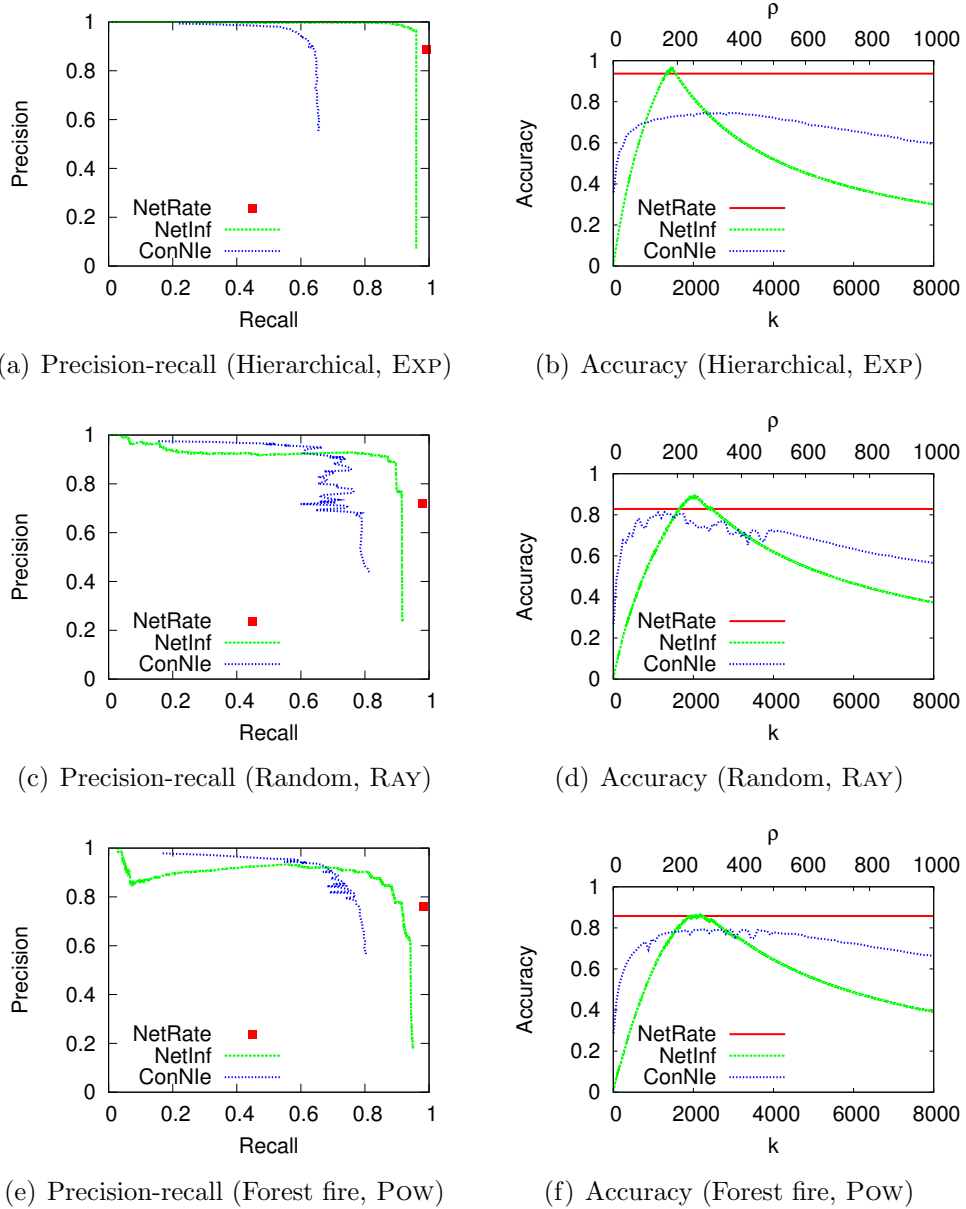 ρ
0 200 400 600 800 1000
1
0.8
0.6
0.4
0.2
0
Precision
NetRate
NetInf
ConNIe
0 0.2 0.4 0.6 0.8 1
Recall
1
0.8
0.6
0.4
0.2
0
Accuracy
NetRate
NetInf
ConNIe
0 2000 4000 6000 8000
k
(a) Precision-recall (Hierarchical, EXP)
(b) Accuracy (Hierarchical, EXP)
ρ
0 200 400 600 800 1000
1
0.8
0.6
0.4
0.2
0
Precision
NetRate
NetInf
ConNIe
0 0.2 0.4 0.6 0.8 1
Recall
1
0.8
0.6
0.4
0.2
0
Accuracy
NetRate
NetInf
ConNIe
0 2000 4000 6000 8000
k
(c) Precision-recall (Random, RAY)
(d) Accuracy (Random, RAY)
ρ
0 200 400 600 800 1000
1
0.8
0.6
0.4
0.2
0
Precision
NetRate
NetInf
ConNIe
0 0.2 0.4 0.6 0.8 1
Recall
1
0.8
0.6
0.4
0.2
0
Accuracy
NetRate
NetInf
ConNIe
0 2000 4000 6000 8000
k
(e) Precision-recall (Forest fire, POW)
(f) Accuracy (Forest fire, POW)